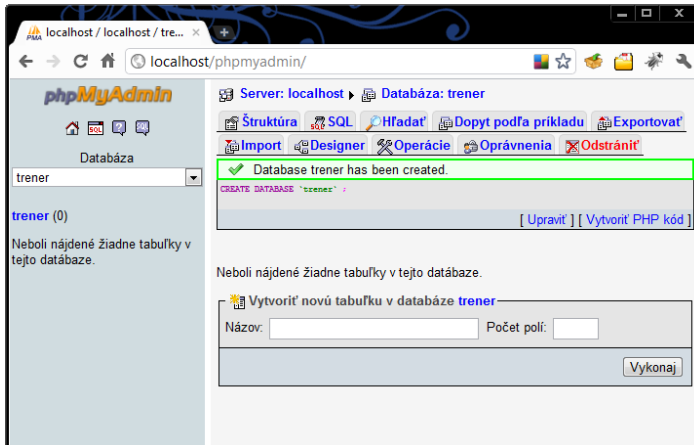 localhost / localhost / tre...
localhost/phpmyadmin/
phpMyAdmin
SQL
Databáza
trener
trener (0)
Neboli nájdené žiadne tabuľky v
tejto datábaze.
Server: localhost ▸ Databáza: trener
Štruktúra SQL Hľadať Dopyt podľa príkladu Exportovať
Import Designer Operácie Oprávnenia Odstrániť
Database trener has been created.
CREATE DATABASE `trener` ;
[ Upraviť ] [ Vytvoriť PHP kód ]
Neboli nájdené žiadne tabuľky v tejto datábaze.
Vytvoriť novú tabuľku v databáze trener
Názov: Počet polí:
Vykonaj